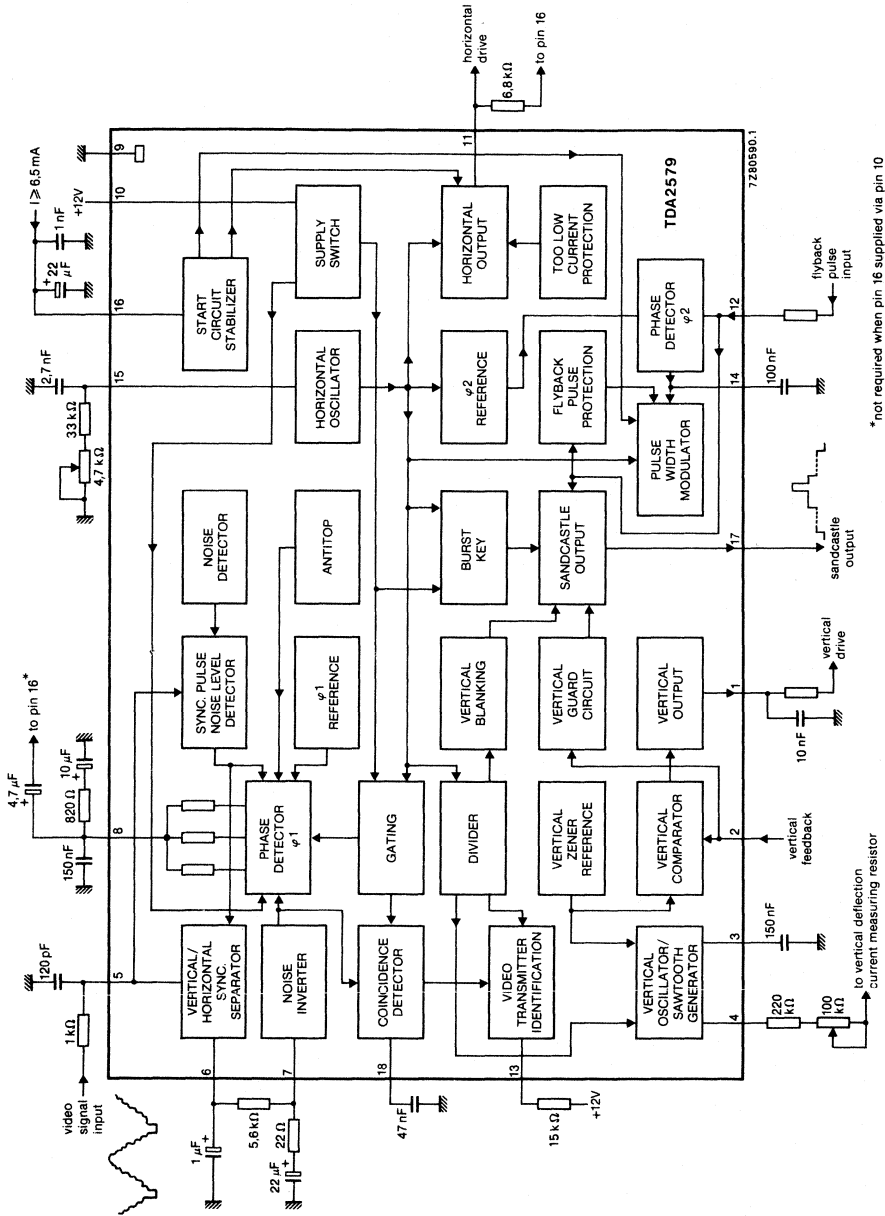 video
signal
input
1 kΩ
120 pF
5
150 nF
820 Ω
10 µF
+
4,7 µF
+
to pin 16*
8
4,7 kΩ
33 kΩ
2,7 nF
15
22
µF
+
1 nF
I ≥ 6,5 mA
16
+12V
10
9
6
1 µF
+
5,6 kΩ
7
22 µF
+
22 Ω
18
47 nF
13
15 kΩ
+12V
VERTICAL/
HORIZONTAL
SYNC.
SEPARATOR
SYNC. PULSE
NOISE LEVEL
DETECTOR
NOISE
DETECTOR
START
CIRCUIT
STABILIZER
NOISE
INVERTER
PHASE
DETECTOR
φ1
φ1
REFERENCE
ANTITOP
HORIZONTAL
OSCILLATOR
SUPPLY
SWITCH
COINCIDENCE
DETECTOR
GATING
VIDEO
TRANSMITTER
IDENTIFICATION
DIVIDER
VERTICAL
BLANKING
BURST
KEY
φ2
REFERENCE
HORIZONTAL
OUTPUT
11
horizontal
drive
6,8 kΩ
to pin 16
VERTICAL
ZENER
REFERENCE
VERTICAL
GUARD
CIRCUIT
SANDCASTLE
OUTPUT
FLYBACK
PULSE
PROTECTION
TOO LOW
CURRENT
PROTECTION
VERTICAL
OSCILLATOR/
SAWTOOTH
GENERATOR
VERTICAL
COMPARATOR
VERTICAL
OUTPUT
PULSE
WIDTH
MODULATOR
PHASE
DETECTOR
φ2
TDA2579
4
3
2
1
17
14
12
7Z80590.1
220
kΩ
100
kΩ
to vertical deflection
current measuring resistor
150 nF
vertical
feedback
10 nF
vertical
drive
sandcastle
output
100 nF
flyback
pulse
input
*not required when pin 16 supplied via pin 10